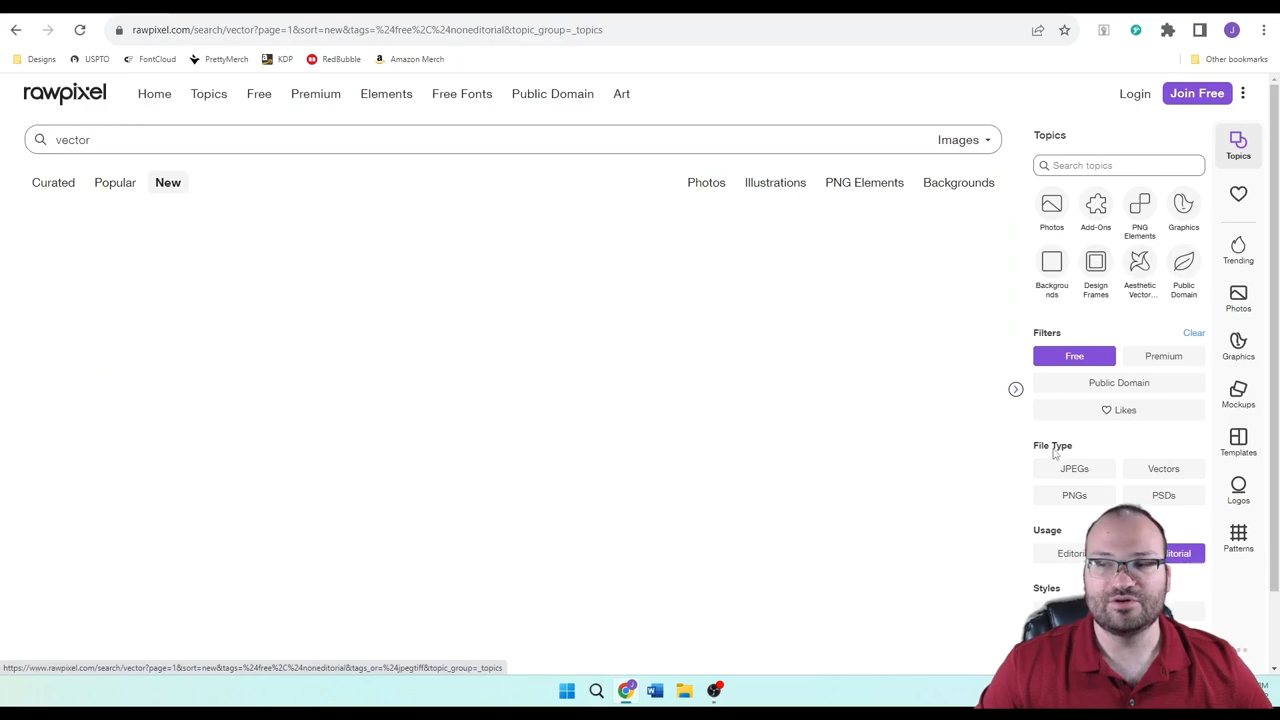 rawpixel.com/search/vector?page=1&sort=new&tags=%24free%2C%24noneditorial&topic_group=_topics
J
Designs USPTO FontCloud PrettyMerch KDP RedBubble Amazon Merch Other bookmarks
rawpixel Home Topics Free Premium Elements Free Fonts Public Domain Art Login Join Free
vector Images
Curated Popular New Photos Illustrations PNG Elements Backgrounds
Topics
Search topics
Photos Add-Ons PNG Elements Graphics
Backgrou
nds
Design
Frames
Aesthetic
Vector...
Public
Domain
Filters Clear
Free Premium
Public Domain
Likes
File Type
JPEGs Vectors
PNGs PSDs
Usage
Styles
Topics
Trending
Photos
Graphics
Mockups
Templates
Logos
Patterns
https://www.rawpixel.com/search/vector?page=1&sort=new&tags=%24free%2C%24noneditorial&tags_or=%24jpegtiff&topic_group=_topics